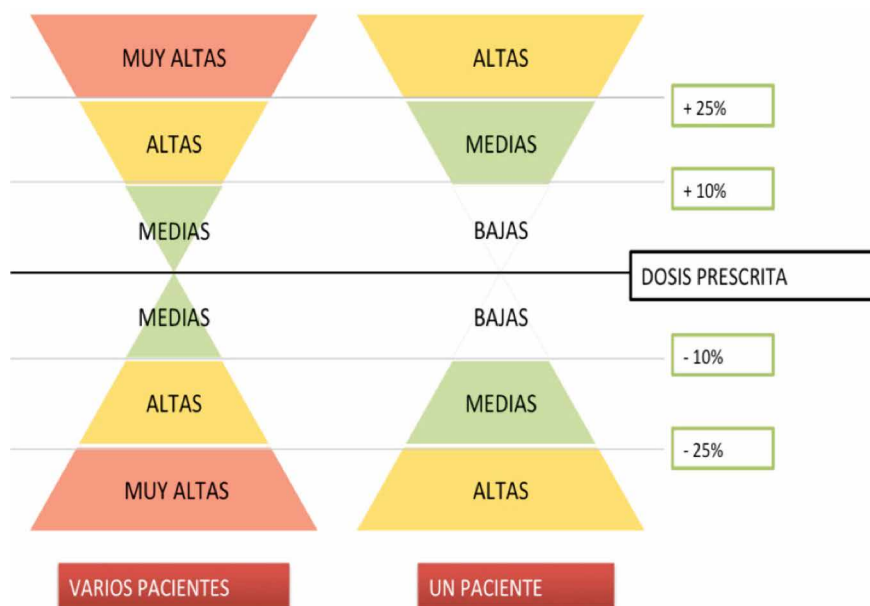 MUY ALTAS
ALTAS
+ 25%
ALTAS
MEDIAS
+ 10%
MEDIAS
BAJAS
DOSIS PRESCRITA
MEDIAS
BAJAS
- 10%
ALTAS
MEDIAS
- 25%
MUY ALTAS
ALTAS
VARIOS PACIENTES
UN PACIENTE